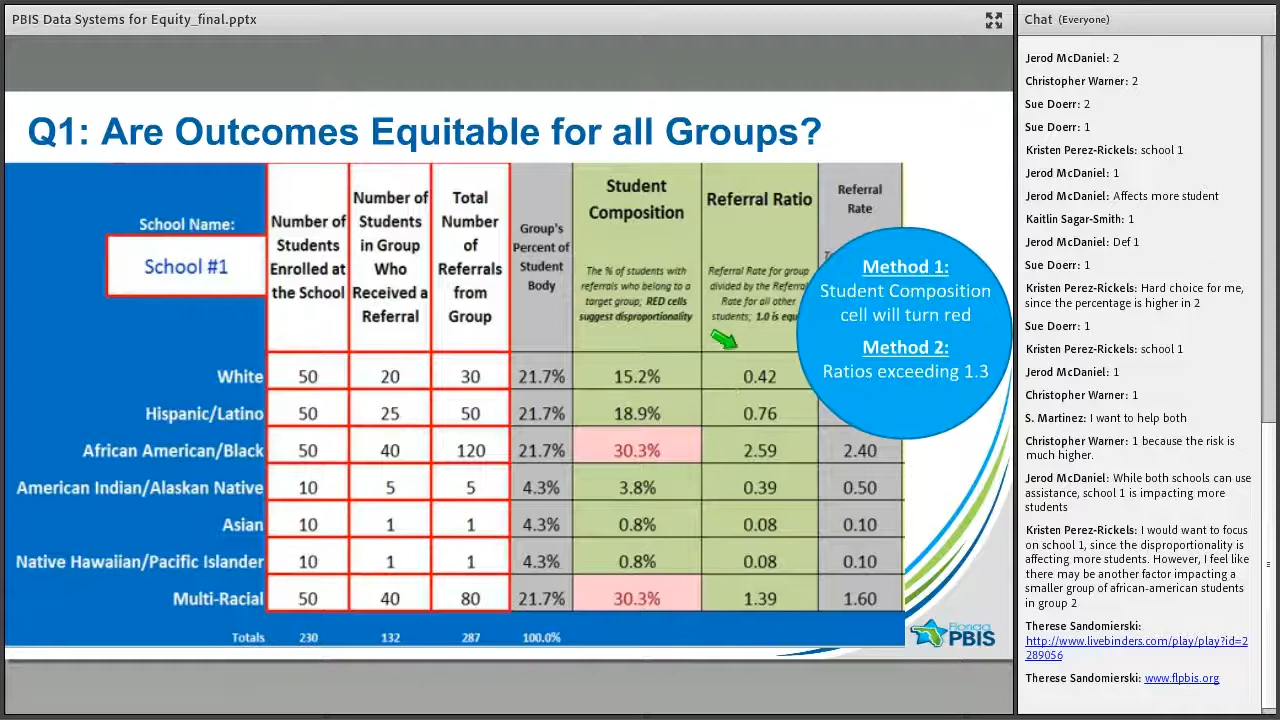 PBIS Data Systems for Equity_final.pptx
Q1: Are Outcomes Equitable for all Groups?
School Name:
School #1
Number of Students Enrolled at the School
Number of Students in Group Who Received a Referral
Total Number of Referrals from Group
Group's Percent of Student Body
Student Composition
The % of students with referrals who belong to a target group; RED cells suggest disproportionality
Referral Ratio
Referral Rate for group divided by the Referral Rate for all other students; 1.0 is
Referral Rate
Method 1:
Student Composition
cell will turn red
Method 2:
Ratios exceeding 1.3
White 50 20 30 21.7% 15.2% 0.42
Hispanic/Latino 50 25 50 21.7% 18.9% 0.76
African American/Black 50 40 120 21.7% 30.3% 2.59 2.40
American Indian/Alaskan Native 10 5 5 4.3% 3.8% 0.39 0.50
Asian 10 1 1 4.3% 0.8% 0.08 0.10
Native Hawaiian/Pacific Islander 10 1 1 4.3% 0.8% 0.08 0.10
Multi-Racial 50 40 80 21.7% 30.3% 1.39 1.60
Totals 230 132 287 100.0%
Florida
PBIS
Chat (Everyone)
Jerod McDaniel: 2
Christopher Warner: 2
Sue Doerr: 2
Sue Doerr: 1
Kristen Perez-Rickels: school 1
Jerod McDaniel: 1
Jerod McDaniel: Affects more student
Kaitlin Sagar-Smith: 1
Jerod McDaniel: Def 1
Sue Doerr: 1
Kristen Perez-Rickels: Hard choice for me,
since the percentage is higher in 2
Sue Doerr: 1
Kristen Perez-Rickels: school 1
Jerod McDaniel: 1
Christopher Warner: 1
S. Martinez: I want to help both
Christopher Warner: 1 because the risk is
much higher.
Jerod McDaniel: While both schools can use
assistance, school 1 is impacting more
students
Kristen Perez-Rickels: I would want to focus
on school 1, since the disproportionality is
affecting more students. However, I feel like
there may be another factor impacting a
smaller group of african-american students
in group 2
Therese Sandomierski:
http://www.livebinders.com/play/play?id=2
289056
Therese Sandomierski: www.flpbis.org